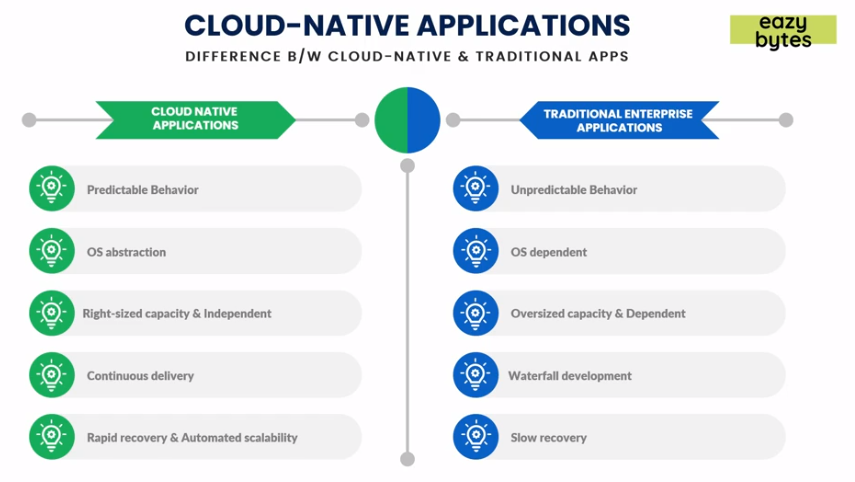 CLOUD-NATIVE APPLICATIONS
DIFFERENCE B/W CLOUD-NATIVE & TRADITIONAL APPS
eazy
bytes
CLOUD NATIVE
APPLICATIONS
Predictable Behavior
OS abstraction
Right-sized capacity & Independent
Continuous delivery
Rapid recovery & Automated scalability
TRADITIONAL ENTERPRISE
APPLICATIONS
Unpredictable Behavior
OS dependent
Oversized capacity & Dependent
Waterfall development
Slow recovery